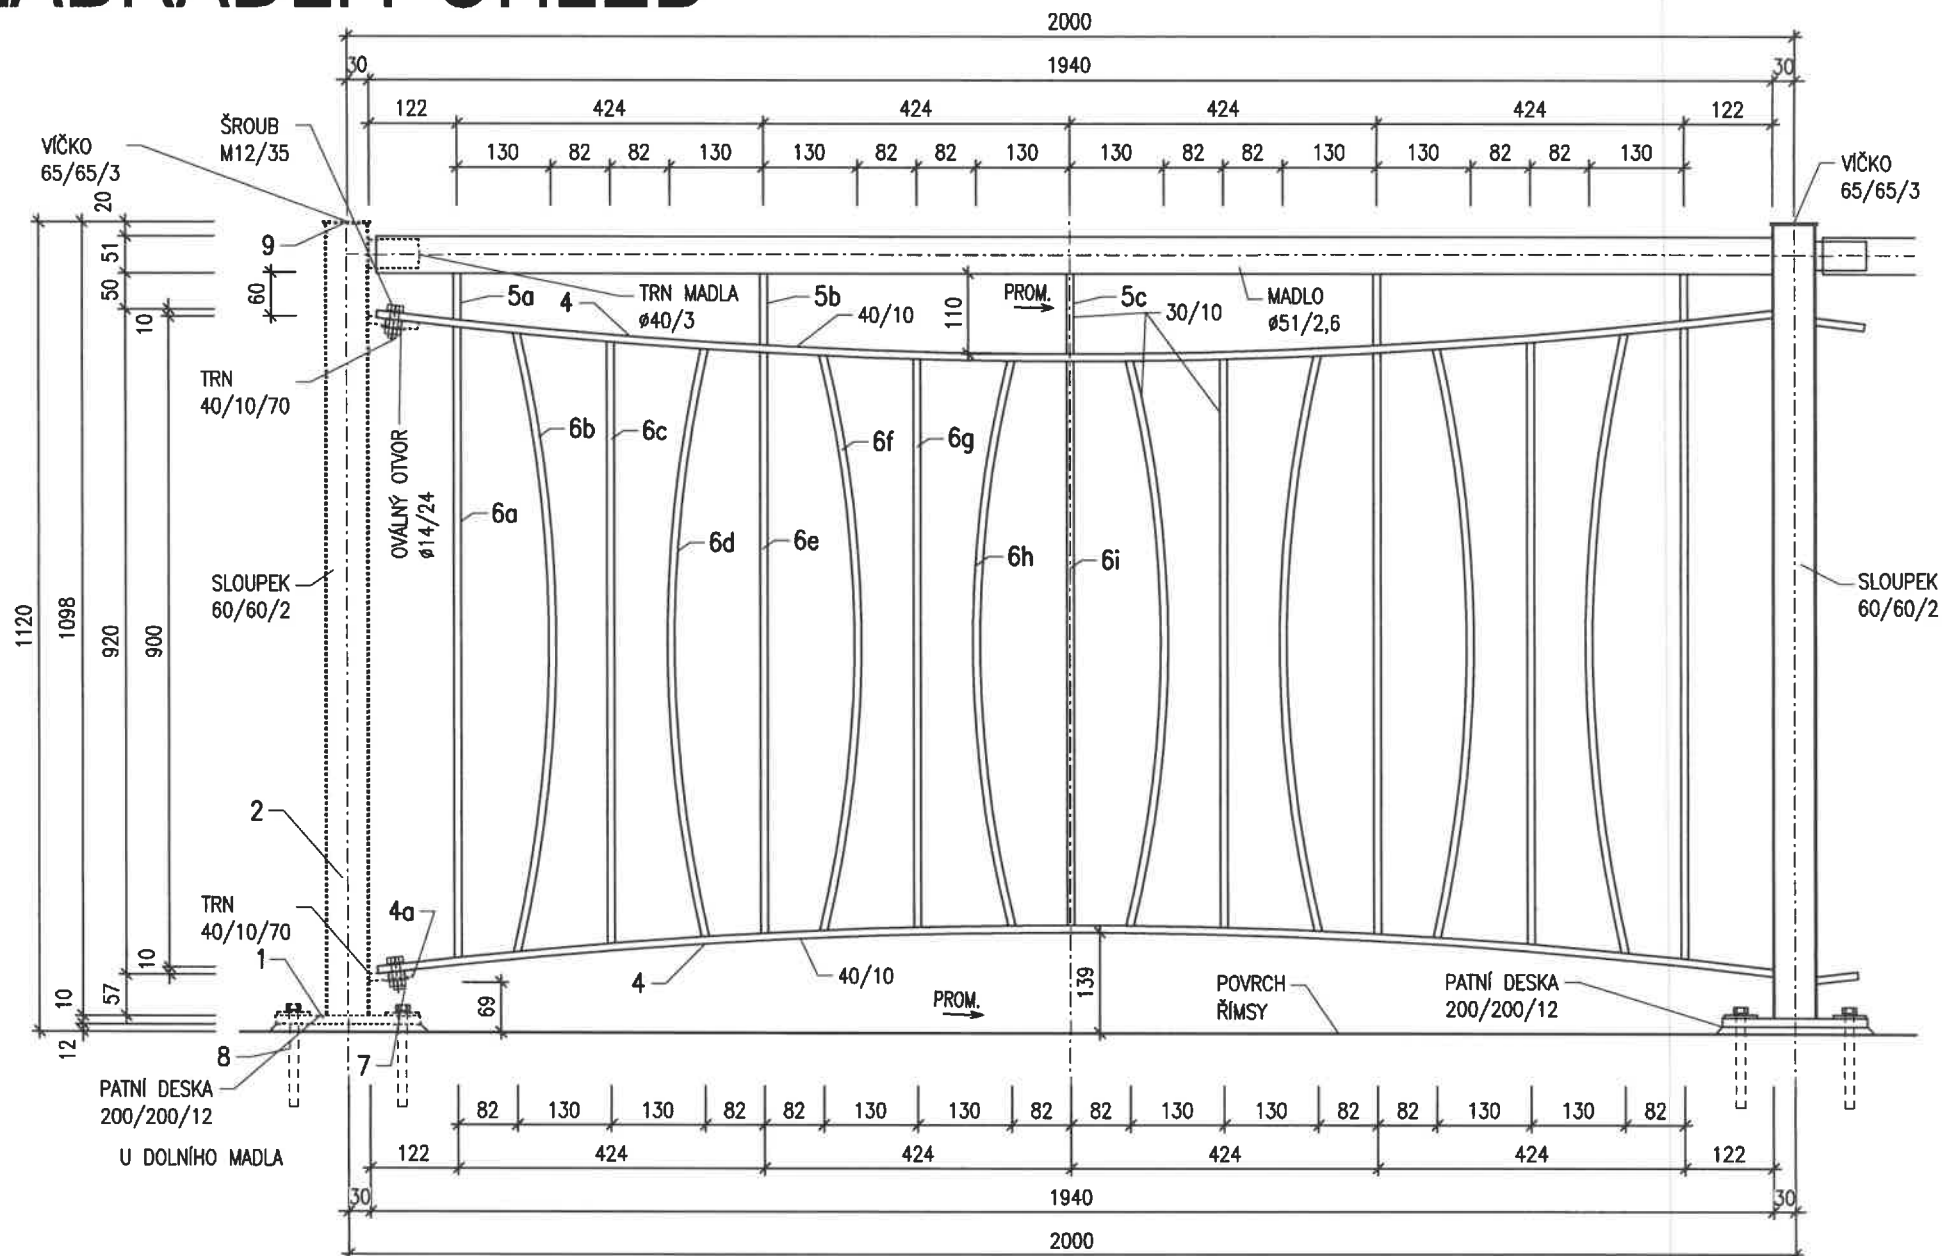 2000
30 1940 30
122 424 424 424 424 122
130 82 82 130 130 82 82 130 130 82 82 130 130 82 82 130
ŠROUB
M12/35
VÍČKO
65/65/3
VÍČKO
65/65/3
20
51
50
10
60
9
5a
4
TRN MADLA
ø40/3
5b
40/10
110
PROM.
5c
30/10
MADLO
ø51/2,6
TRN
40/10/70
OVÁLNÝ OTVOR
ø14/24
6a
6b
6c
6d
6e
6f
6g
6h
6i
SLOUPEK
60/60/2
SLOUPEK
60/60/2
1120
1098
920
900
2
TRN
40/10/70
4a
1
10
57
10
12
69
4
40/10
PROM.
139
POVRCH
ŘÍMSY
PATNÍ DESKA
200/200/12
8
7
PATNÍ DESKA
200/200/12
U DOLNÍHO MADLA
82 130 130 82 82 130 130 82 82 130 130 82 82 130 130 82
122 424 424 424 424 122
30 1940 30
2000